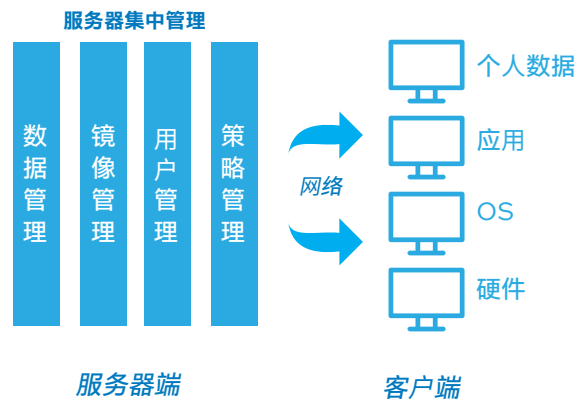 服务器集中管理
数据管理
镜像管理
用户管理
策略管理
网络
个人数据
应用
OS
硬件
服务器端
客户端